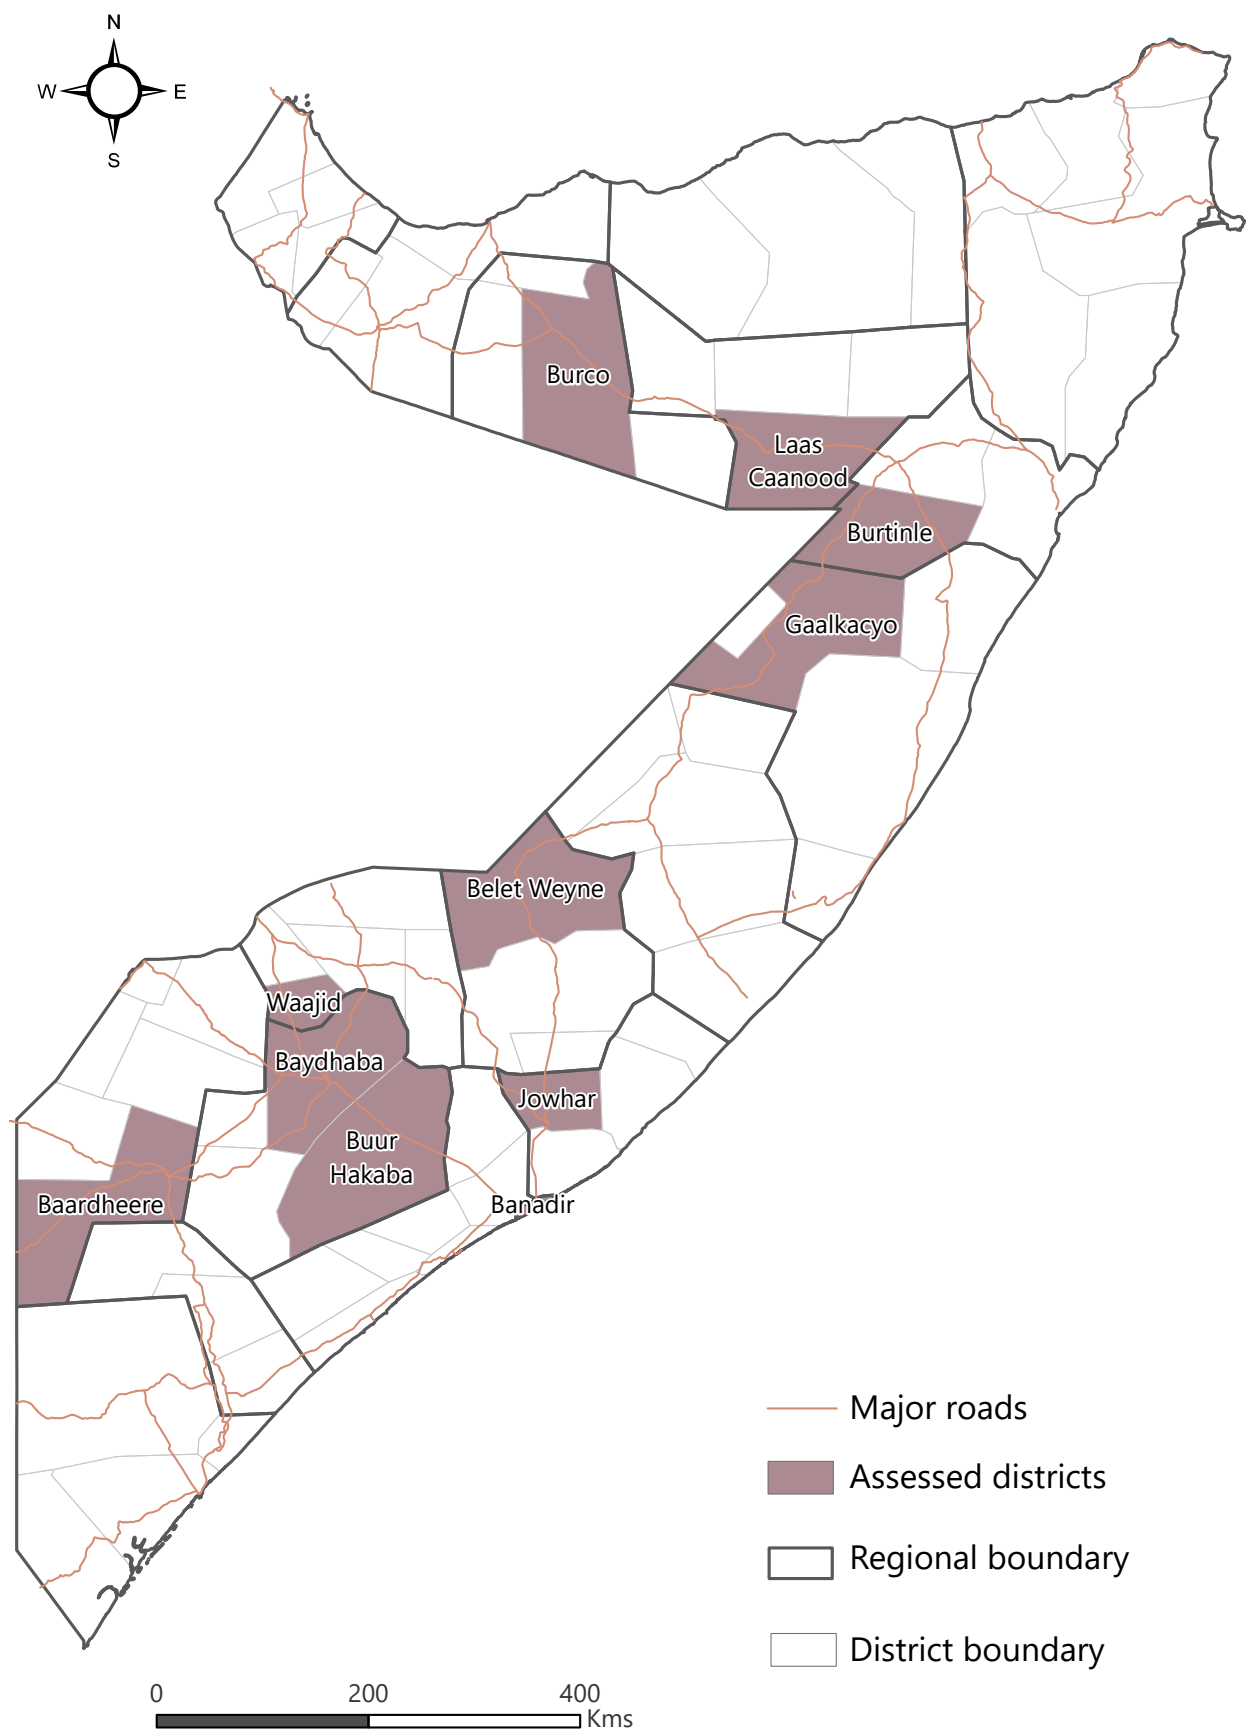 N
W E
S
Burco
Laas
Caanood
Burtinle
Gaalkacyo
Belet Weyne
Waajid
Baydhaba
Jowhar
Buur
Hakaba
Baardheere
Banadir
Major roads
Assessed districts
Regional boundary
District boundary
0 200 400
Kms